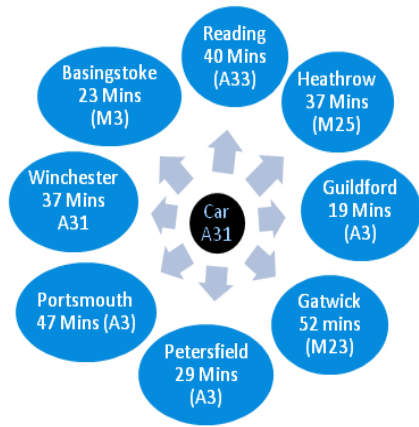 Reading
40 Mins
(A33)
Heathrow
37 Mins
(M25)
Guildford
19 Mins
(A3)
Gatwick
52 mins
(M23)
Petersfield
29 Mins
(A3)
Portsmouth
47 Mins (A3)
Winchester
37 Mins
A31
Basingstoke
23 Mins
(M3)
Car
A31